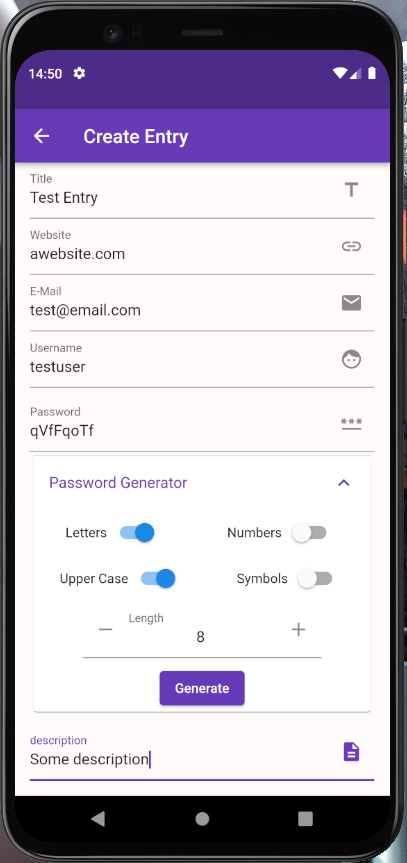 14:50
Create Entry
Title
Test Entry
Website
awebsite.com
E-Mail
test@email.com
Username
testuser
Password
qVfFqoTf
***
Password Generator
Letters
Numbers
Upper Case
Symbols
Length
8
Generate
description
Some description